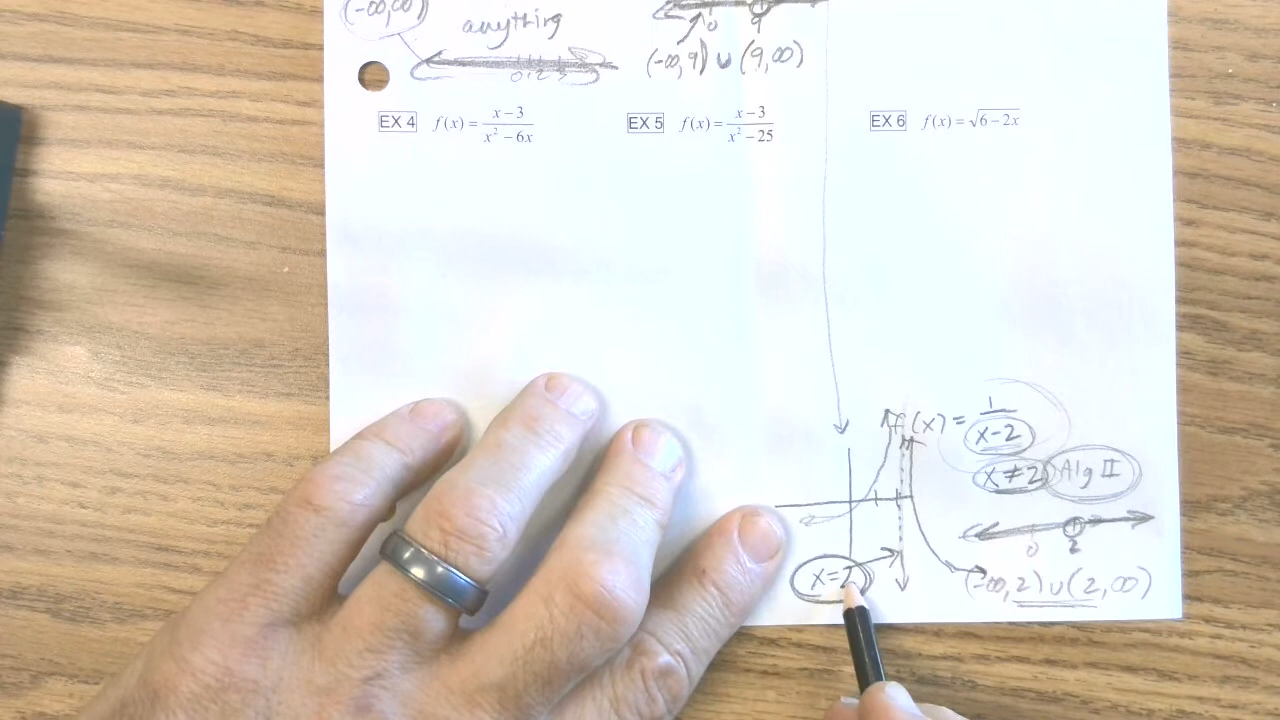 (-∞,∞)
anything
0 1 2 3
0 9
(-∞, 9) ∪ (9, ∞)
EX 4 f(x) = (x-3)/(x²-6x)
EX 5 f(x) = (x-3)/(x²-25)
EX 6 f(x) = √(6-2x)
f(x) = 1/(x-2)
x ≠ 2 Alg II
0 2
x=2
(-∞, 2) ∪ (2, ∞)